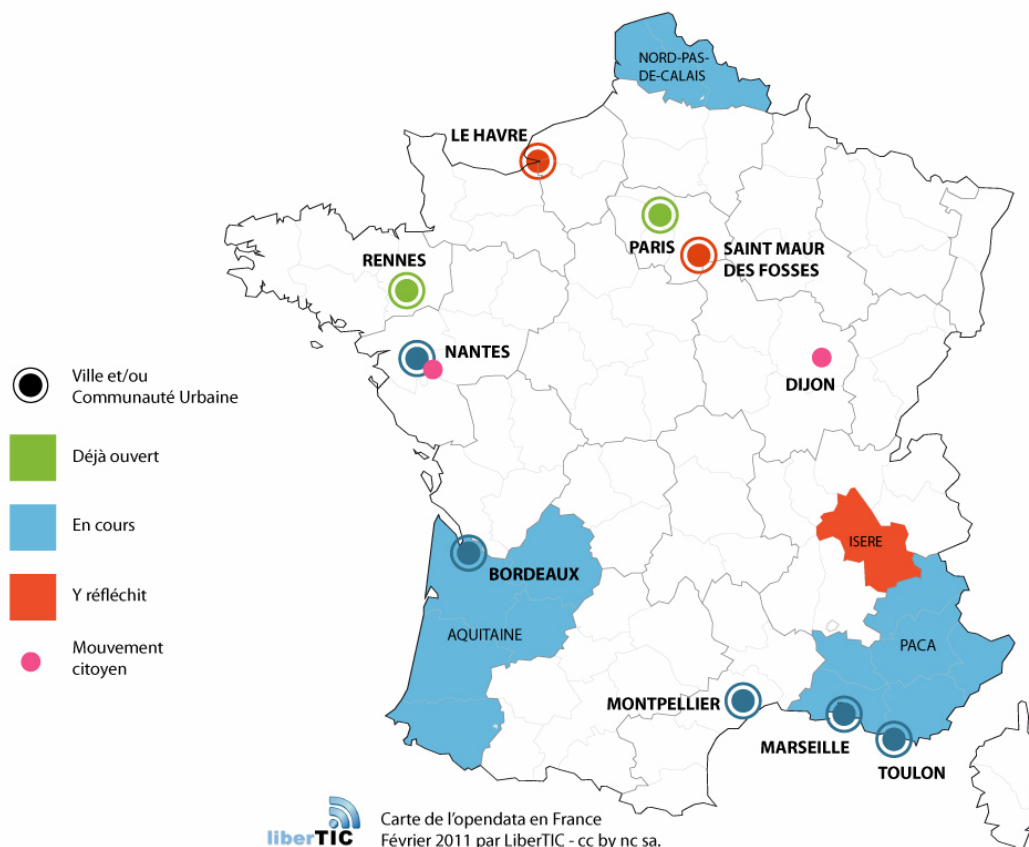 NORD-PAS-
DE-CALAIS
LE HAVRE
PARIS
SAINT MAUR
DES FOSSES
RENNES
NANTES
DIJON
Ville et/ou
Communauté Urbaine
Déjà ouvert
En cours
Y réfléchit
Mouvement
citoyen
ISERE
BORDEAUX
AQUITAINE
PACA
MONTPELLIER
MARSEILLE
TOULON
liberTIC
Carte de l'opendata en France
Février 2011 par LiberTIC - cc by nc sa.